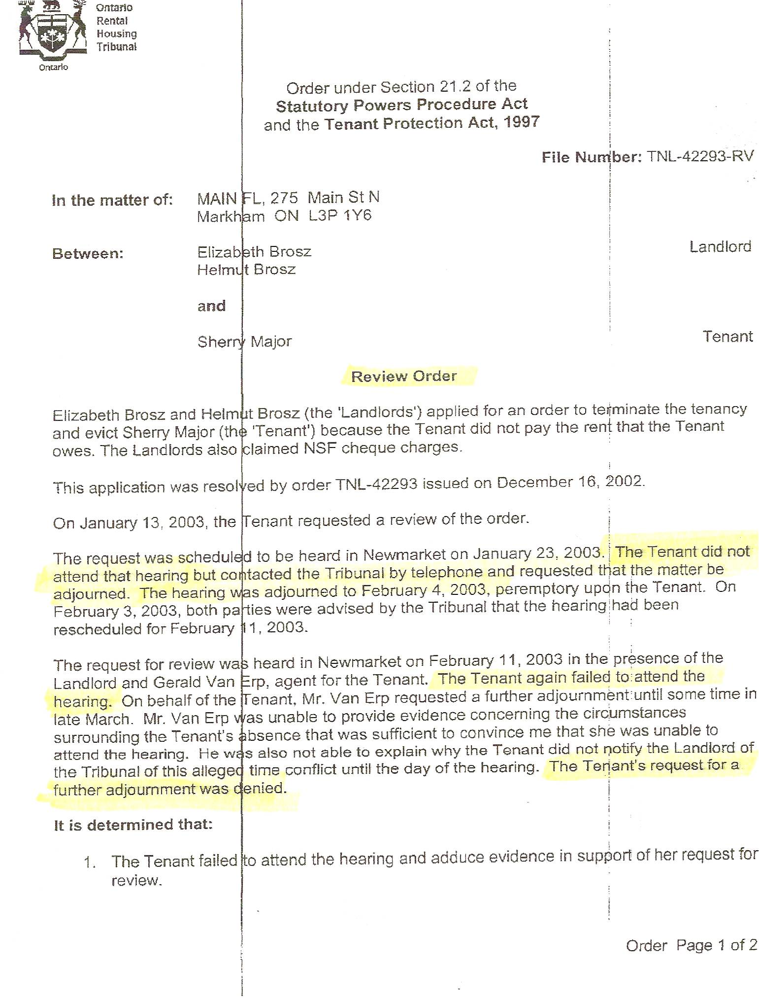 Ontario
Rental
Housing
Tribunal
Ontario
Order under Section 21.2 of the
Statutory Powers Procedure Act
and the Tenant Protection Act, 1997
File Number: TNL-42293-RV
In the matter of: MAIN FL, 275 Main St N
Markham ON L3P 1Y6
Between: Elizabeth Brosz Landlord
Helmut Brosz
and
Sherry Major Tenant
Review Order
Elizabeth Brosz and Helmut Brosz (the 'Landlords') applied for an order to terminate the tenancy
and evict Sherry Major (the 'Tenant') because the Tenant did not pay the rent that the Tenant
owes. The Landlords also claimed NSF cheque charges.
This application was resolved by order TNL-42293 issued on December 16, 2002.
On January 13, 2003, the Tenant requested a review of the order.
The request was scheduled to be heard in Newmarket on January 23, 2003. The Tenant did not
attend that hearing but contacted the Tribunal by telephone and requested that the matter be
adjourned. The hearing was adjourned to February 4, 2003, peremptory upon the Tenant. On
February 3, 2003, both parties were advised by the Tribunal that the hearing had been
rescheduled for February 11, 2003.
The request for review was heard in Newmarket on February 11, 2003 in the presence of the
Landlord and Gerald Van Erp, agent for the Tenant. The Tenant again failed to attend the
hearing. On behalf of the Tenant, Mr. Van Erp requested a further adjournment until some time in
late March. Mr. Van Erp was unable to provide evidence concerning the circumstances
surrounding the Tenant's absence that was sufficient to convince me that she was unable to
attend the hearing. He was also not able to explain why the Tenant did not notify the Landlord of
the Tribunal of this alleged time conflict until the day of the hearing. The Tenant's request for a
further adjournment was denied.
It is determined that:
1. The Tenant failed to attend the hearing and adduce evidence in support of her request for
review.
Order Page 1 of 2